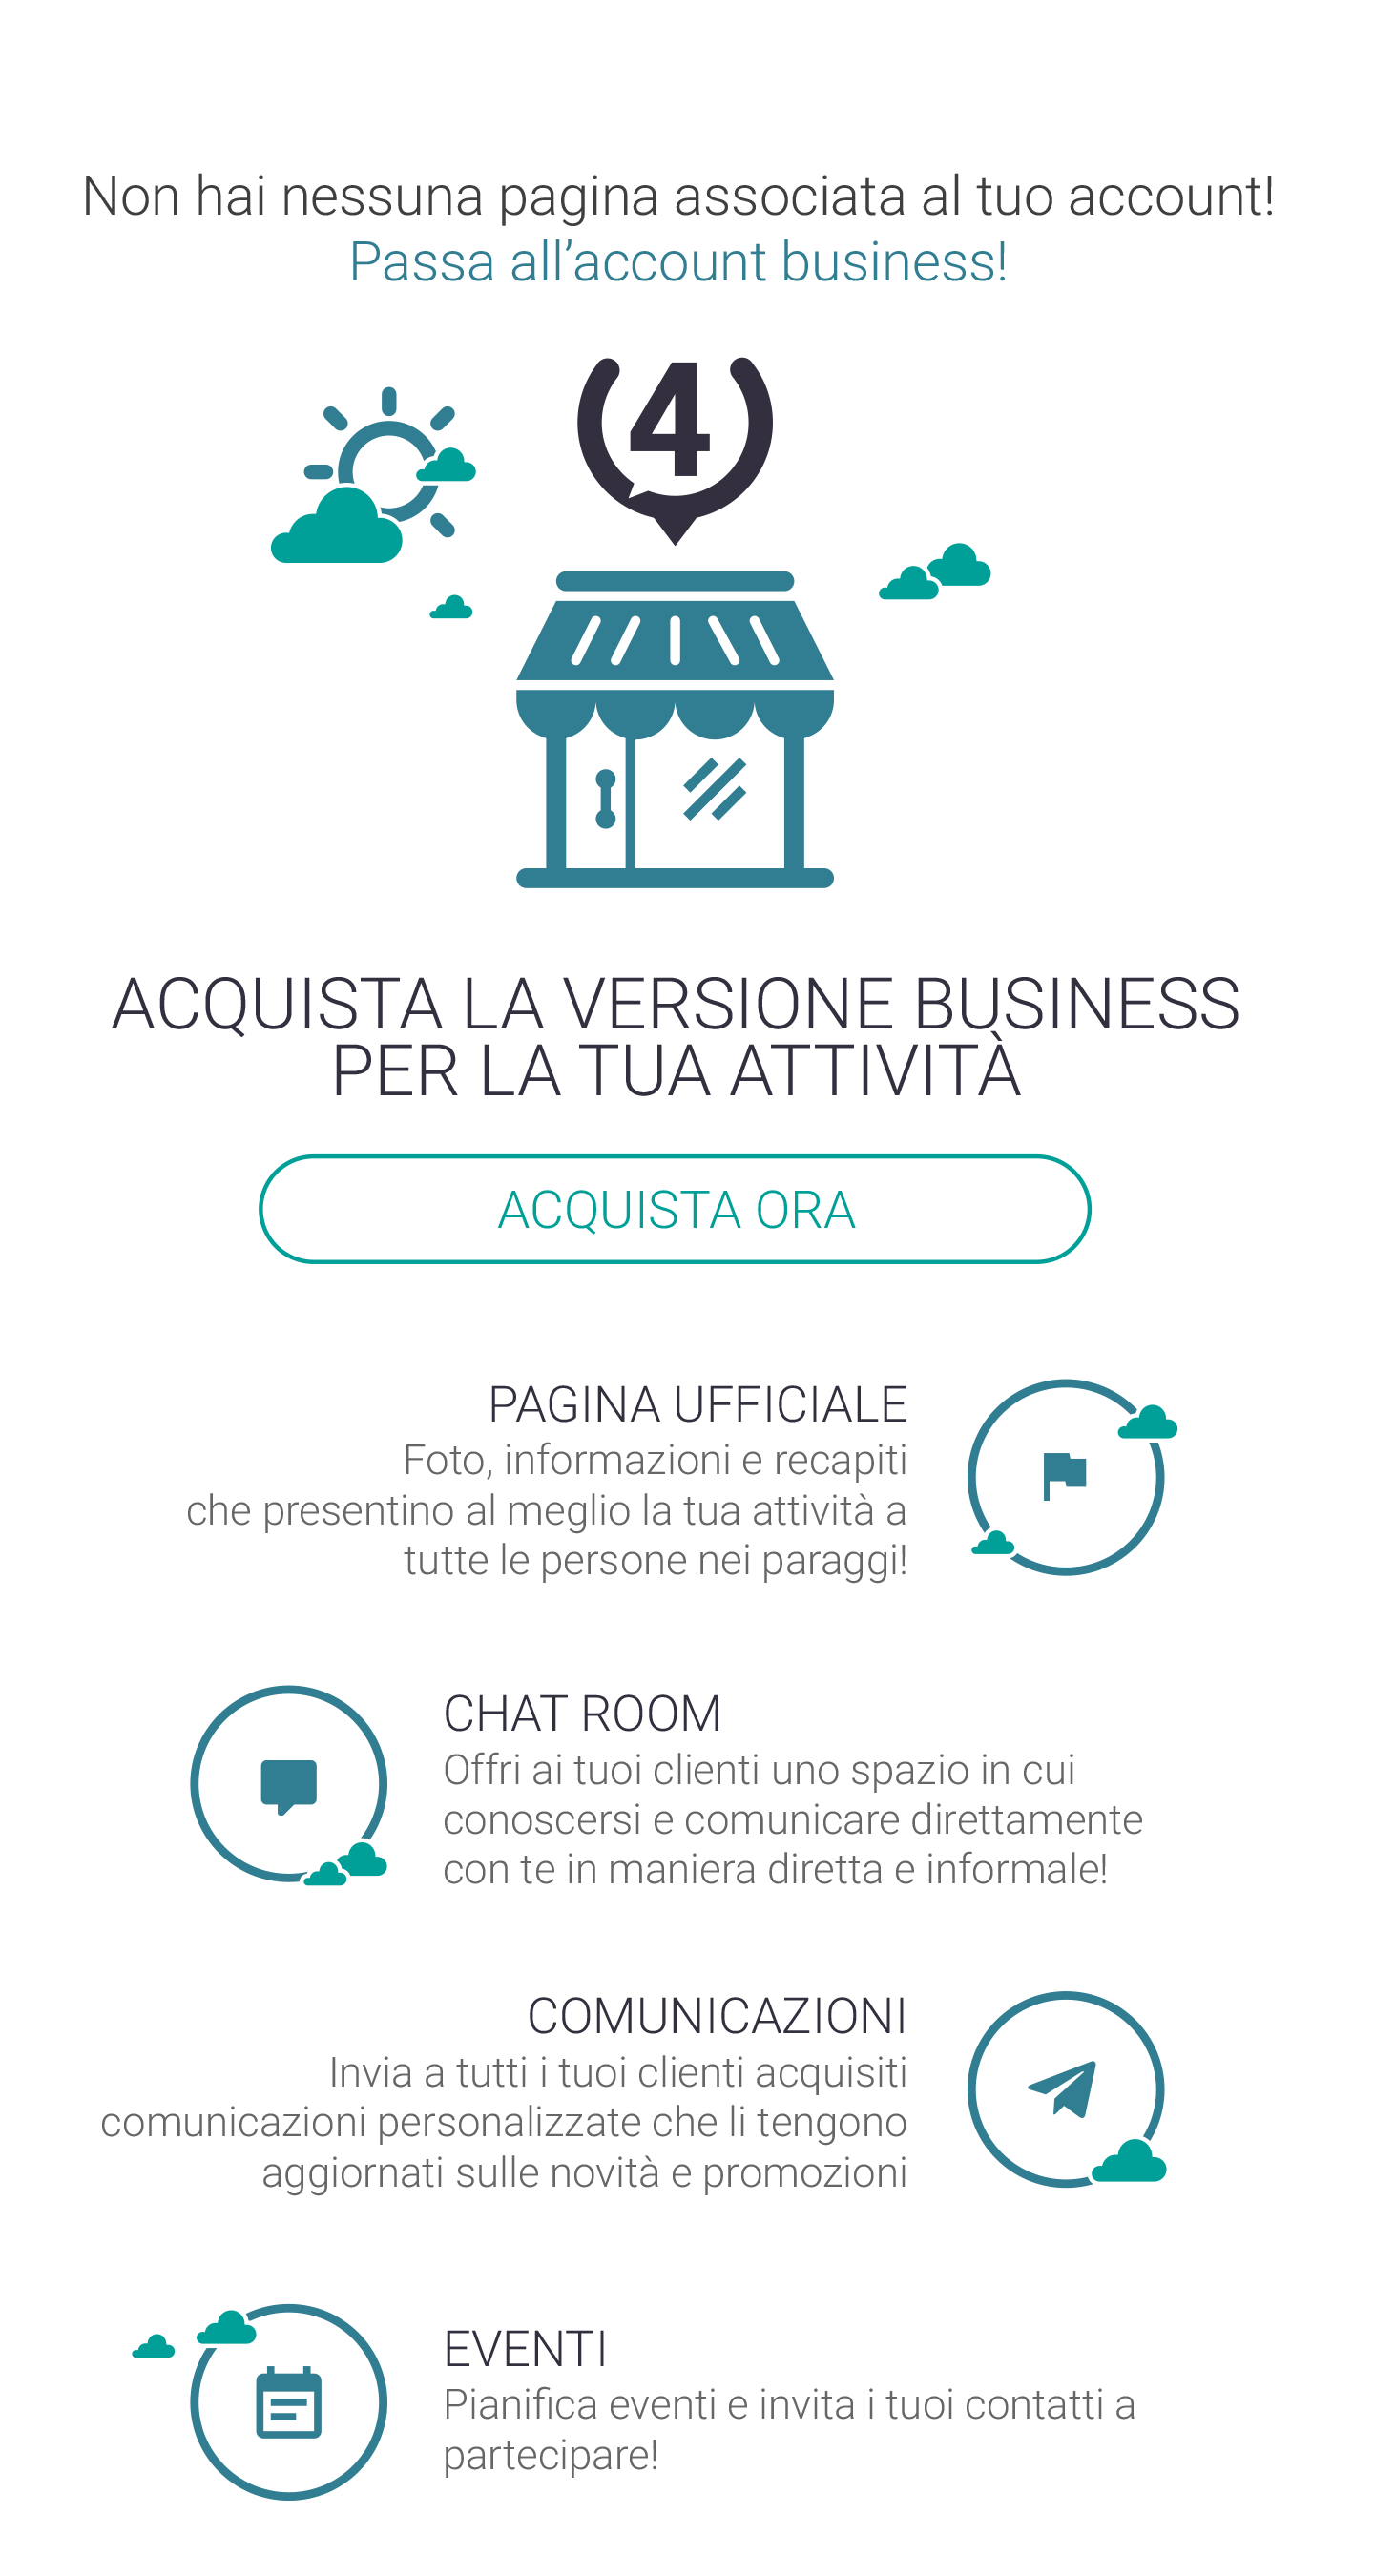 Non hai nessuna pagina associata al tuo account!
Passa all’account business!
4
ACQUISTA LA VERSIONE BUSINESS
PER LA TUA ATTIVITÀ
ACQUISTA ORA
PAGINA UFFICIALE
Foto, informazioni e recapiti
che presentino al meglio la tua attività a
tutte le persone nei paraggi!
CHAT ROOM
Offri ai tuoi clienti uno spazio in cui
conoscersi e comunicare direttamente
con te in maniera diretta e informale!
COMUNICAZIONI
Invia a tutti i tuoi clienti acquisiti
comunicazioni personalizzate che li tengono
aggiornati sulle novità e promozioni
EVENTI
Pianifica eventi e invita i tuoi contatti a
partecipare!